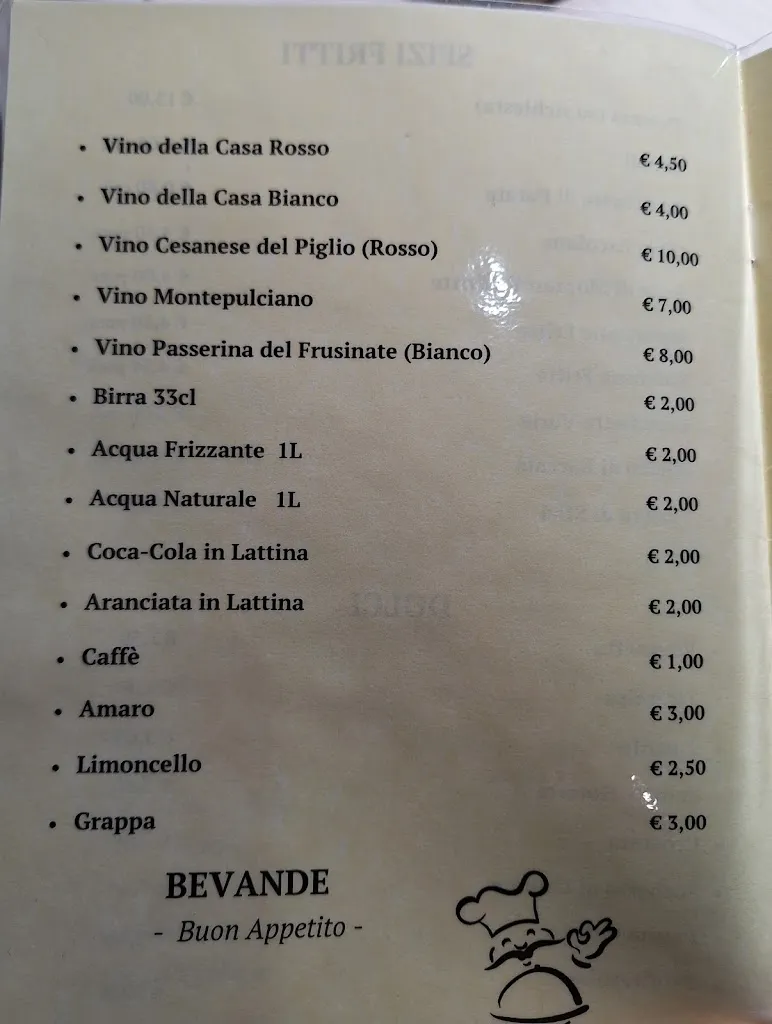 • Vino della Casa Rosso € 4,50
• Vino della Casa Bianco € 4,00
• Vino Cesanese del Piglio (Rosso) € 10,00
• Vino Montepulciano € 7,00
• Vino Passerina del Frusinate (Bianco) € 8,00
• Birra 33cl € 2,00
• Acqua Frizzante 1L € 2,00
• Acqua Naturale 1L € 2,00
• Coca-Cola in Lattina € 2,00
• Aranciata in Lattina € 2,00
• Caffè € 1,00
• Amaro € 3,00
• Limoncello € 2,50
• Grappa € 3,00
BEVANDE
- Buon Appetito -